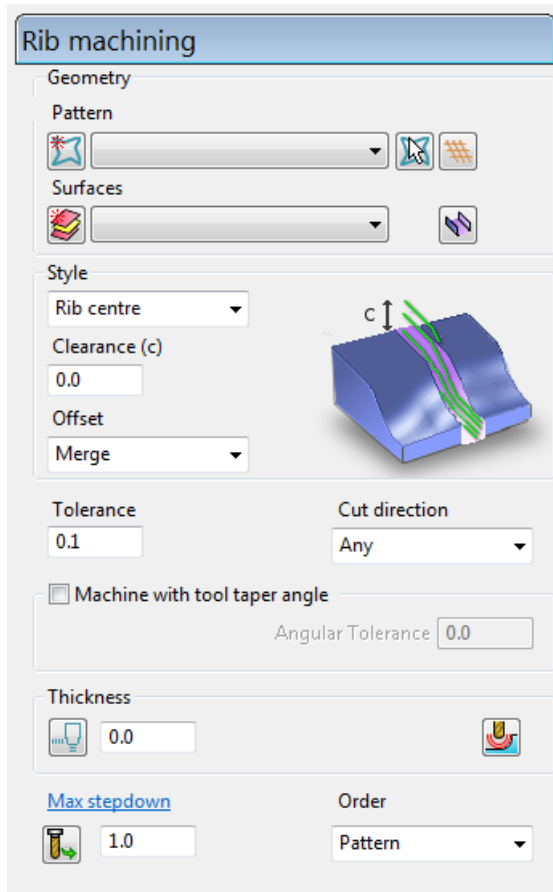 Rib machining
Geometry
Pattern
Surfaces
Style
Rib centre
Clearance (c)
0.0
C
Offset
Merge
Tolerance
Cut direction
0.1
Any
Machine with tool taper angle
Angular Tolerance 0.0
Thickness
0.0
Max stepdown
Order
1.0
Pattern